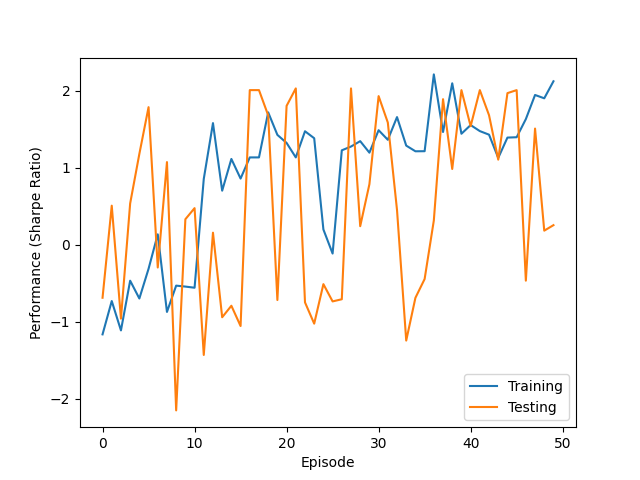 2
1
0
−1
−2
Performance (Sharpe Ratio)
Training
Testing
0 10 20 30 40 50
Episode